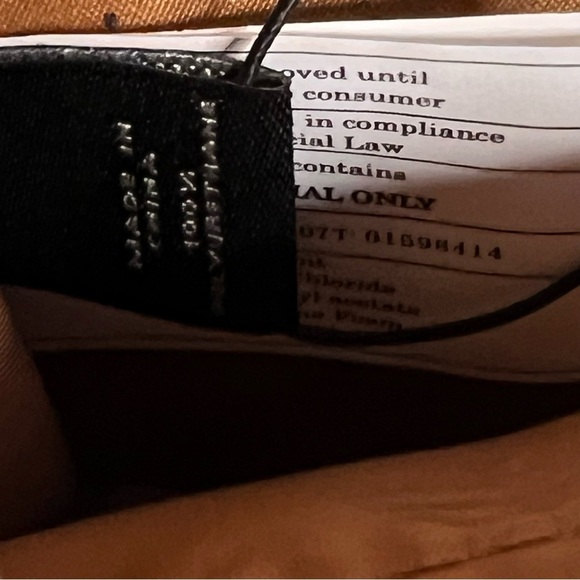 MADE IN
CHINA
100%
POLYURETHANE
oved until
consumer
in compliance
cial Law
contains
IAL ONLY
07T 01598414